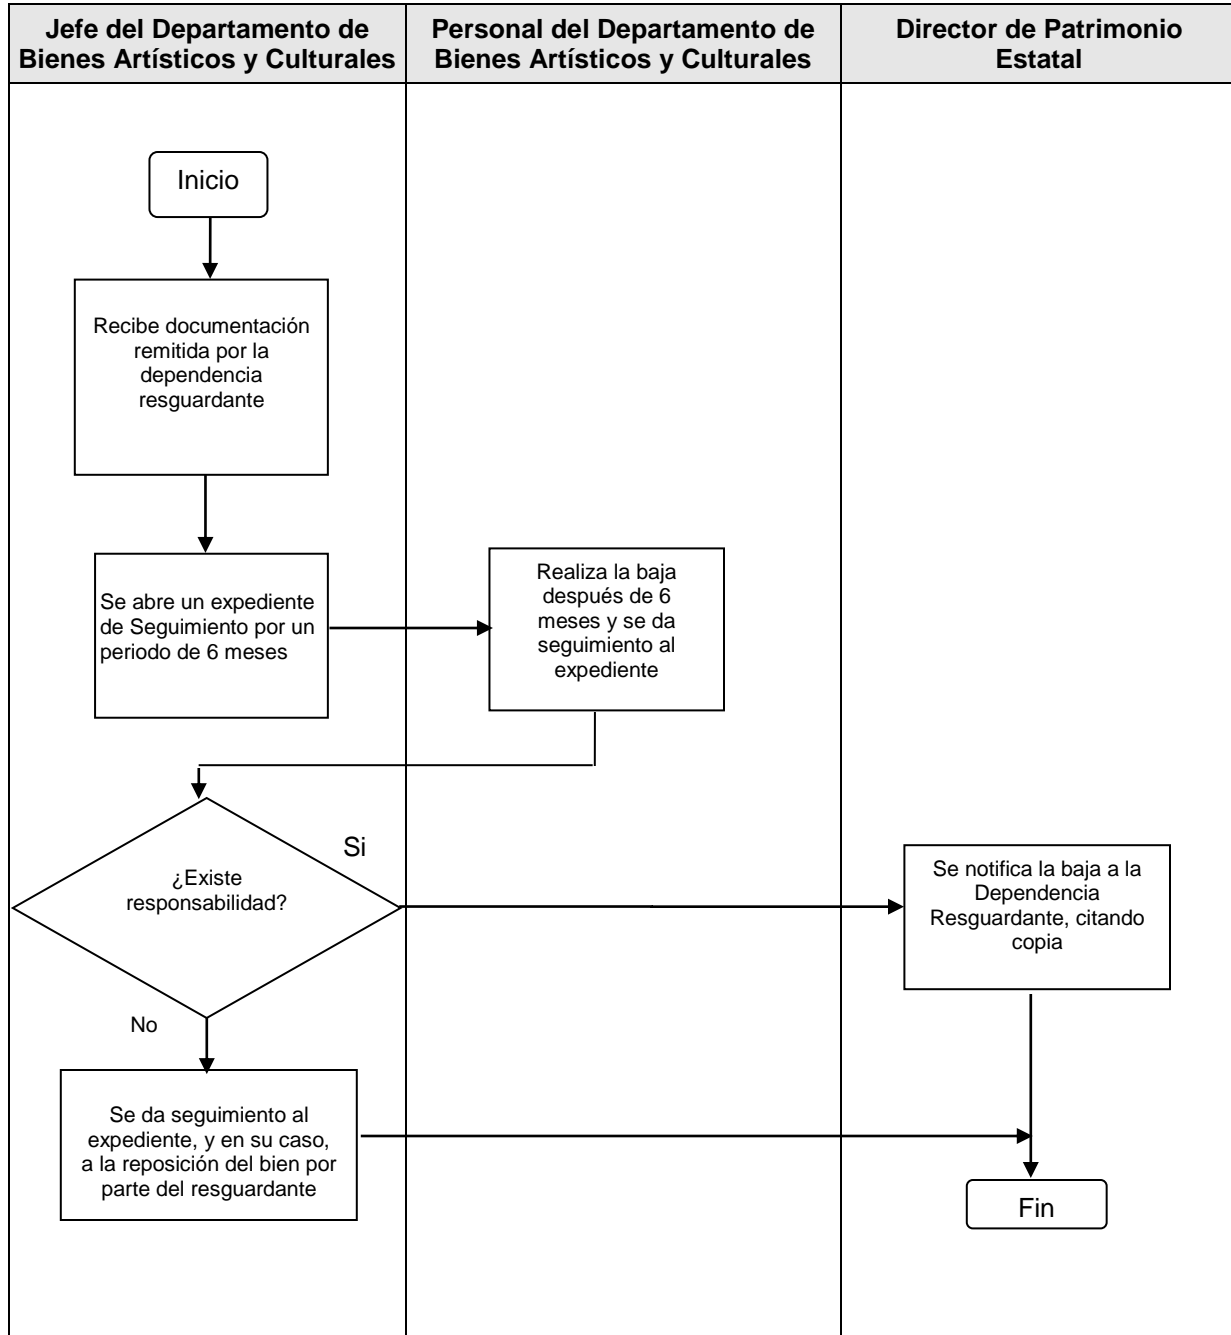 Jefe del Departamento de
Bienes Artísticos y Culturales
Personal del Departamento de
Bienes Artísticos y Culturales
Director de Patrimonio
Estatal
Inicio
Recibe documentación
remitida por la
dependencia
resguardante
Se abre un expediente
de Seguimiento por un
periodo de 6 meses
Realiza la baja
después de 6
meses y se da
seguimiento al
expediente
¿Existe
responsabilidad?
Si
Se notifica la baja a la
Dependencia
Resguardante, citando
copia
No
Se da seguimiento al
expediente, y en su caso,
a la reposición del bien por
parte del resguardante
Fin